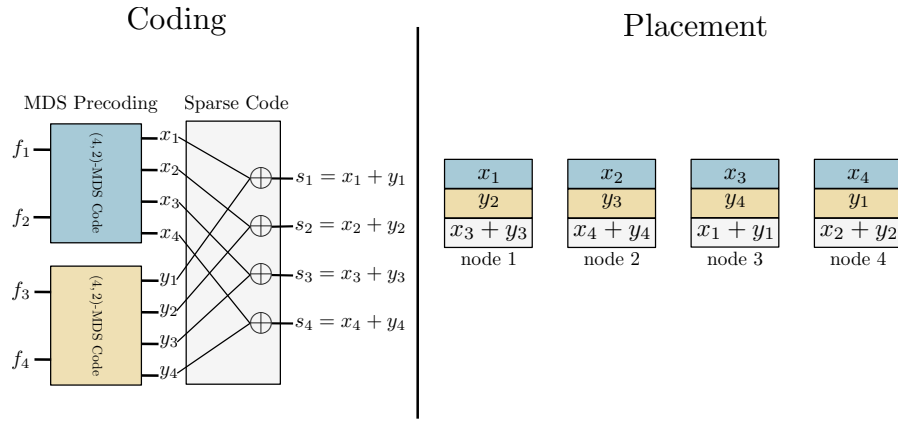 Coding
MDS Precoding
Sparse Code
f₁
f₂
(4, 2)-MDS Code
x₁
x₂
x₃
x₄
f₃
f₄
(4, 2)-MDS Code
y₁
y₂
y₃
y₄
s₁ = x₁ + y₁
s₂ = x₂ + y₂
s₃ = x₃ + y₃
s₄ = x₄ + y₄
Placement
x₁
y₂
x₃ + y₃
node 1
x₂
y₃
x₄ + y₄
node 2
x₃
y₄
x₁ + y₁
node 3
x₄
y₁
x₂ + y₂
node 4